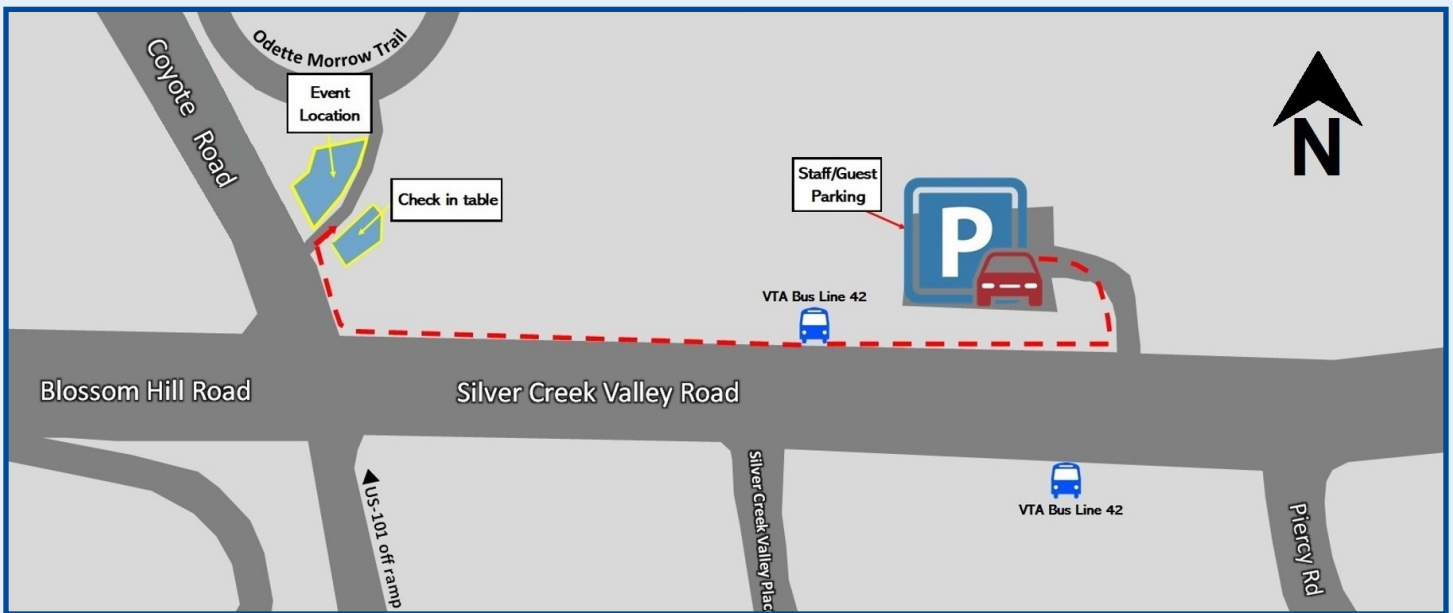 Odette Morrow Trail
Coyote Road
Event
Location
N
Check in table
Staff/Guest
Parking
P
VTA Bus Line 42
Blossom Hill Road
Silver Creek Valley Road
US-101 off ramp
Silver Creek Valley Plac
VTA Bus Line 42
Piercy Rd